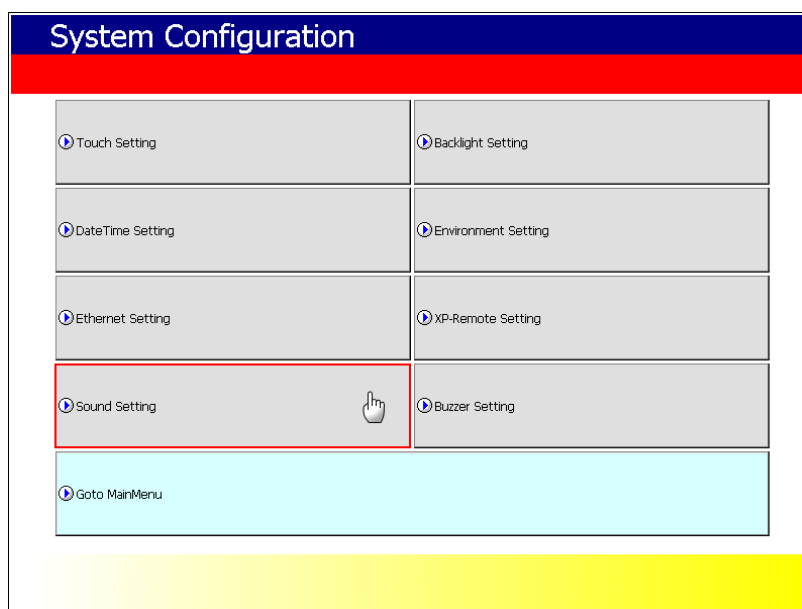 System Configuration
Touch Setting
Backlight Setting
DateTime Setting
Environment Setting
Ethernet Setting
XP-Remote Setting
Sound Setting
Buzzer Setting
Goto MainMenu